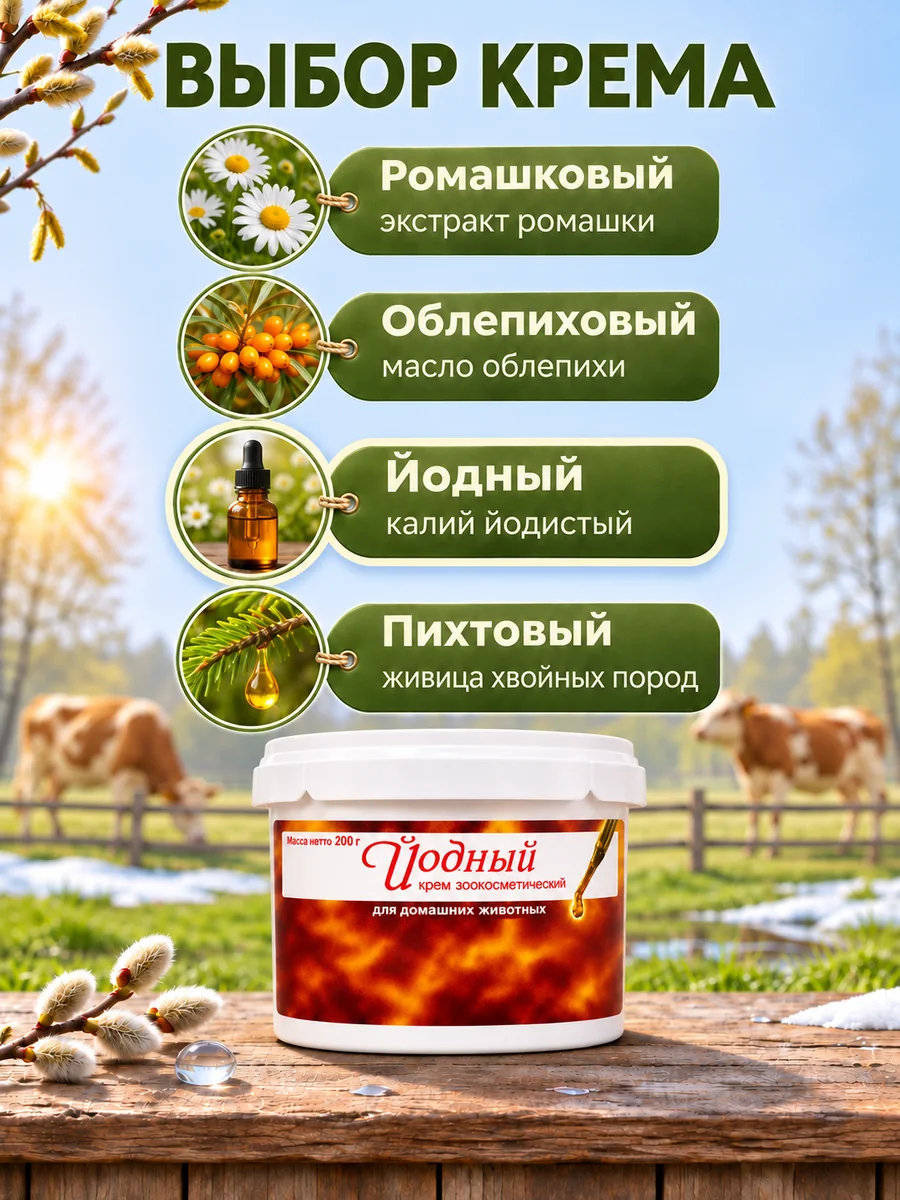 ВЫБОР КРЕМА
Ромашковый
экстракт ромашки
Облепиховый
масло облепихи
Йодный
калий йодистый
Пихтовый
живица хвойных пород
Масса нетто 200 г
Йодный
крем зоокосметический
для домашних животных